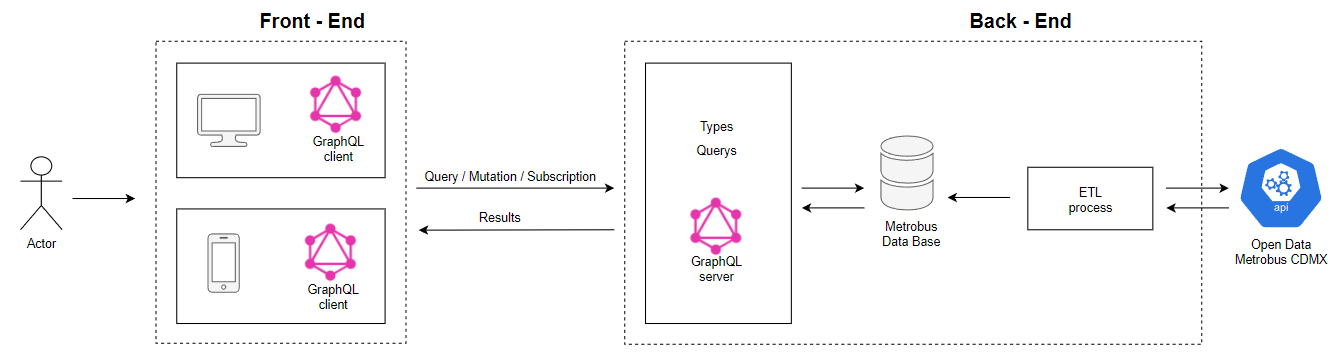 Front - End
Back - End
GraphQL
client
GraphQL
client
Actor
Query / Mutation / Subscription
Results
Types
Querys
GraphQL
server
Metrobus
Data Base
ETL
process
api
Open Data
Metrobus CDMX